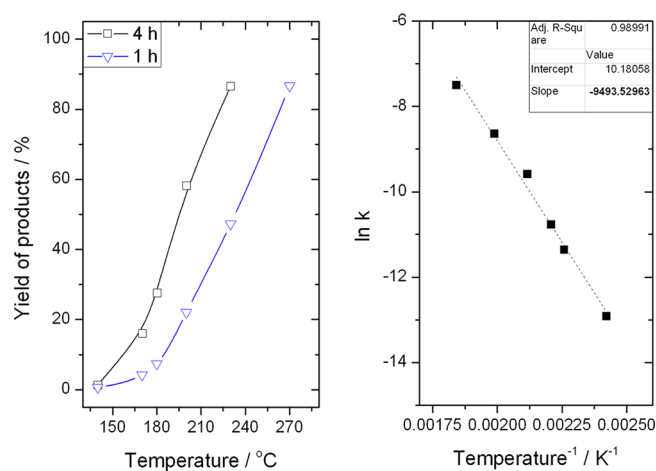 4 h
1 h
100
80
60
40
20
0
Yield of products / %
150 180 210 240 270
Temperature / °C
Adj. R-Squ 0.98991
are
Value
Intercept 10.18058
Slope -9493.52963
-6
-8
-10
-12
-14
ln k
0.00175 0.00200 0.00225 0.00250
Temperature⁻¹ / K⁻¹